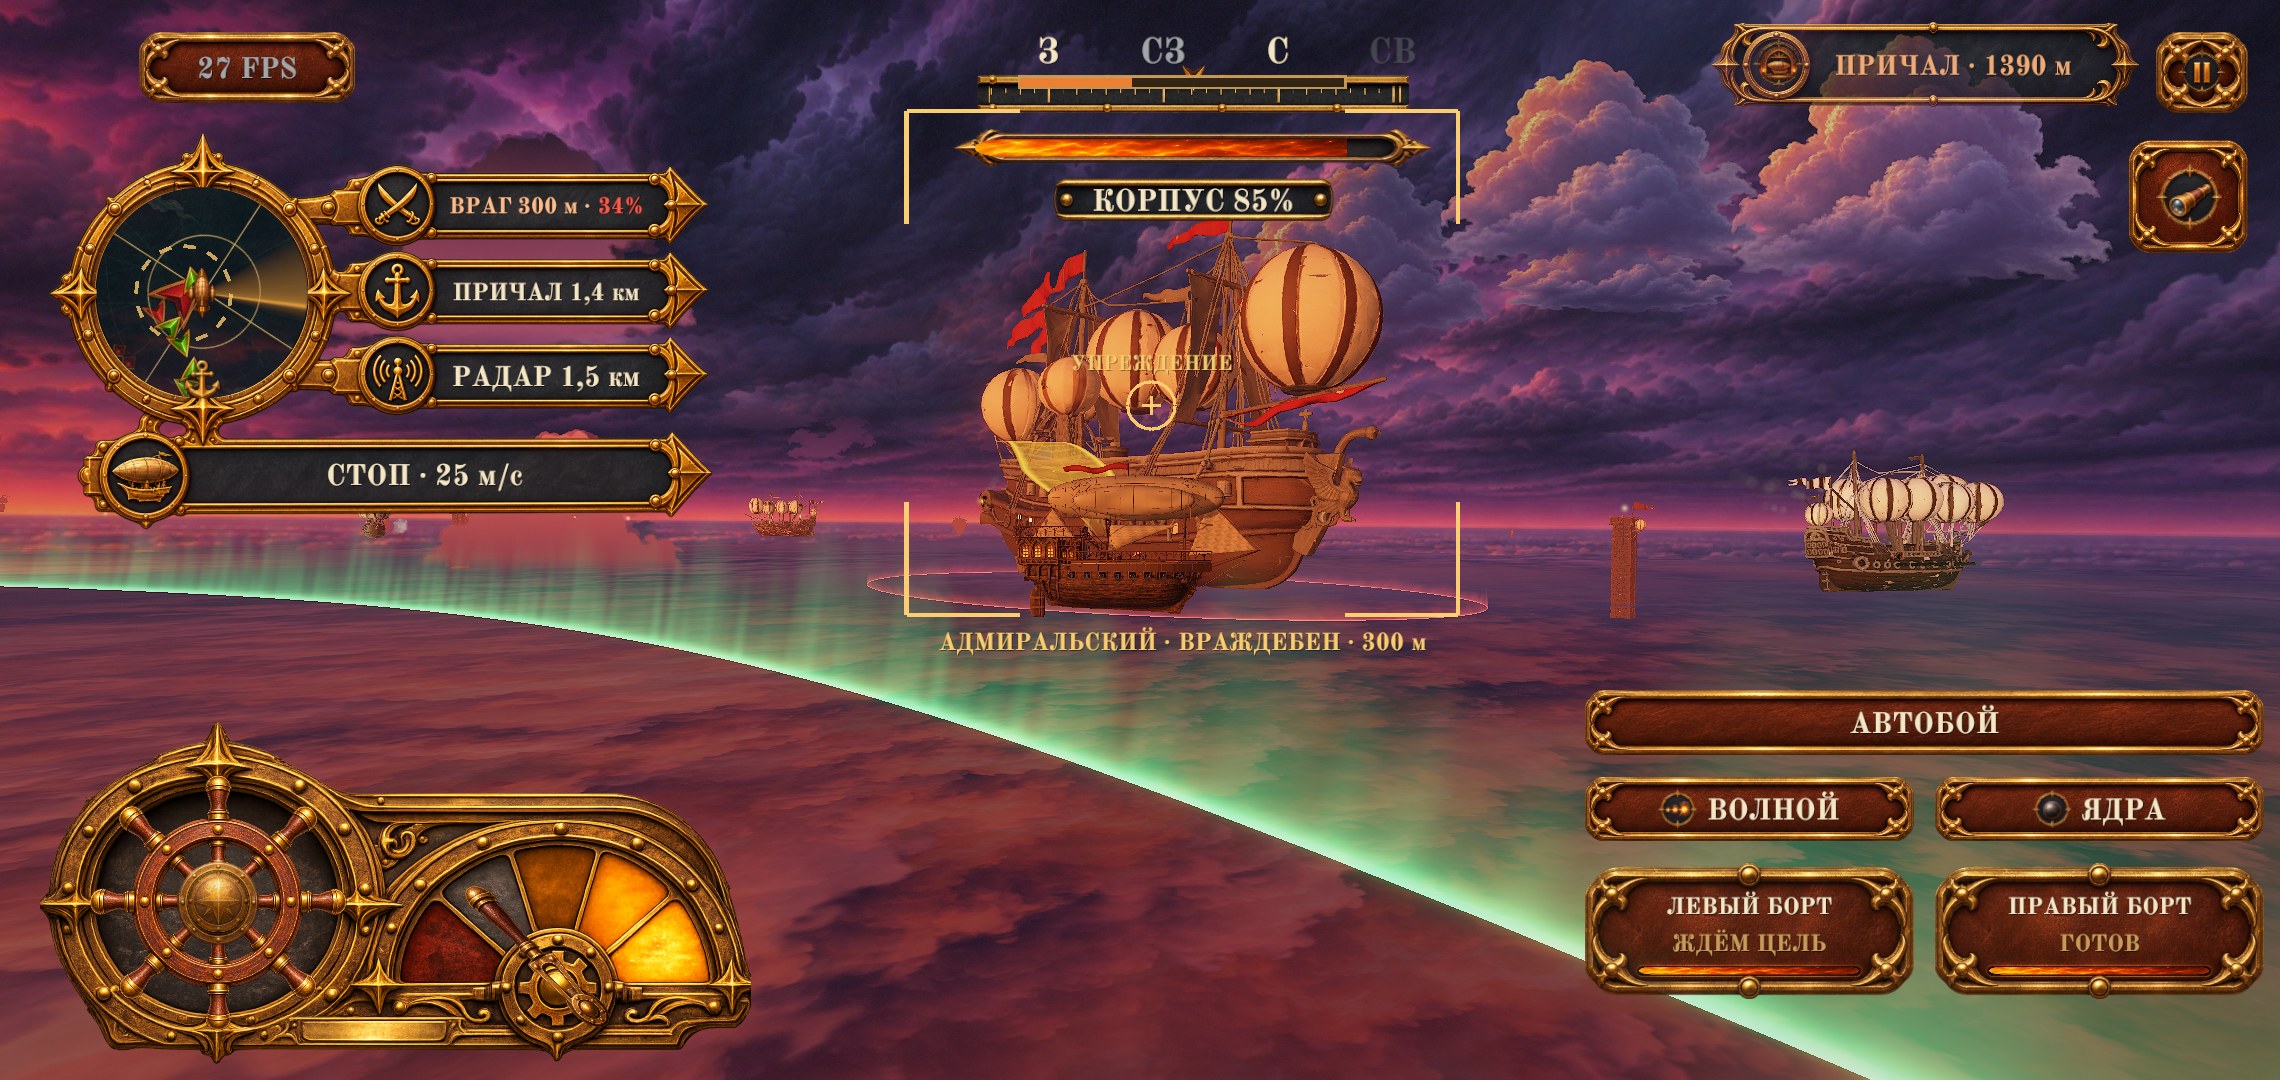 27 FPS
З СЗ С СВ
ПРИЧАЛ · 1390 м
ВРАГ 300 м · 34%
ПРИЧАЛ 1,4 км
РАДАР 1,5 км
СТОП · 25 м/с
КОРПУС 85%
УПРЕЖДЕНИЕ
АДМИРАЛЬСКИЙ · ВРАЖДЕБЕН · 300 м
АВТОБОЙ
ВОЛНОЙ
ЯДРА
ЛЕВЫЙ БОРТ
ЖДЁМ ЦЕЛЬ
ПРАВЫЙ БОРТ
ГОТОВ